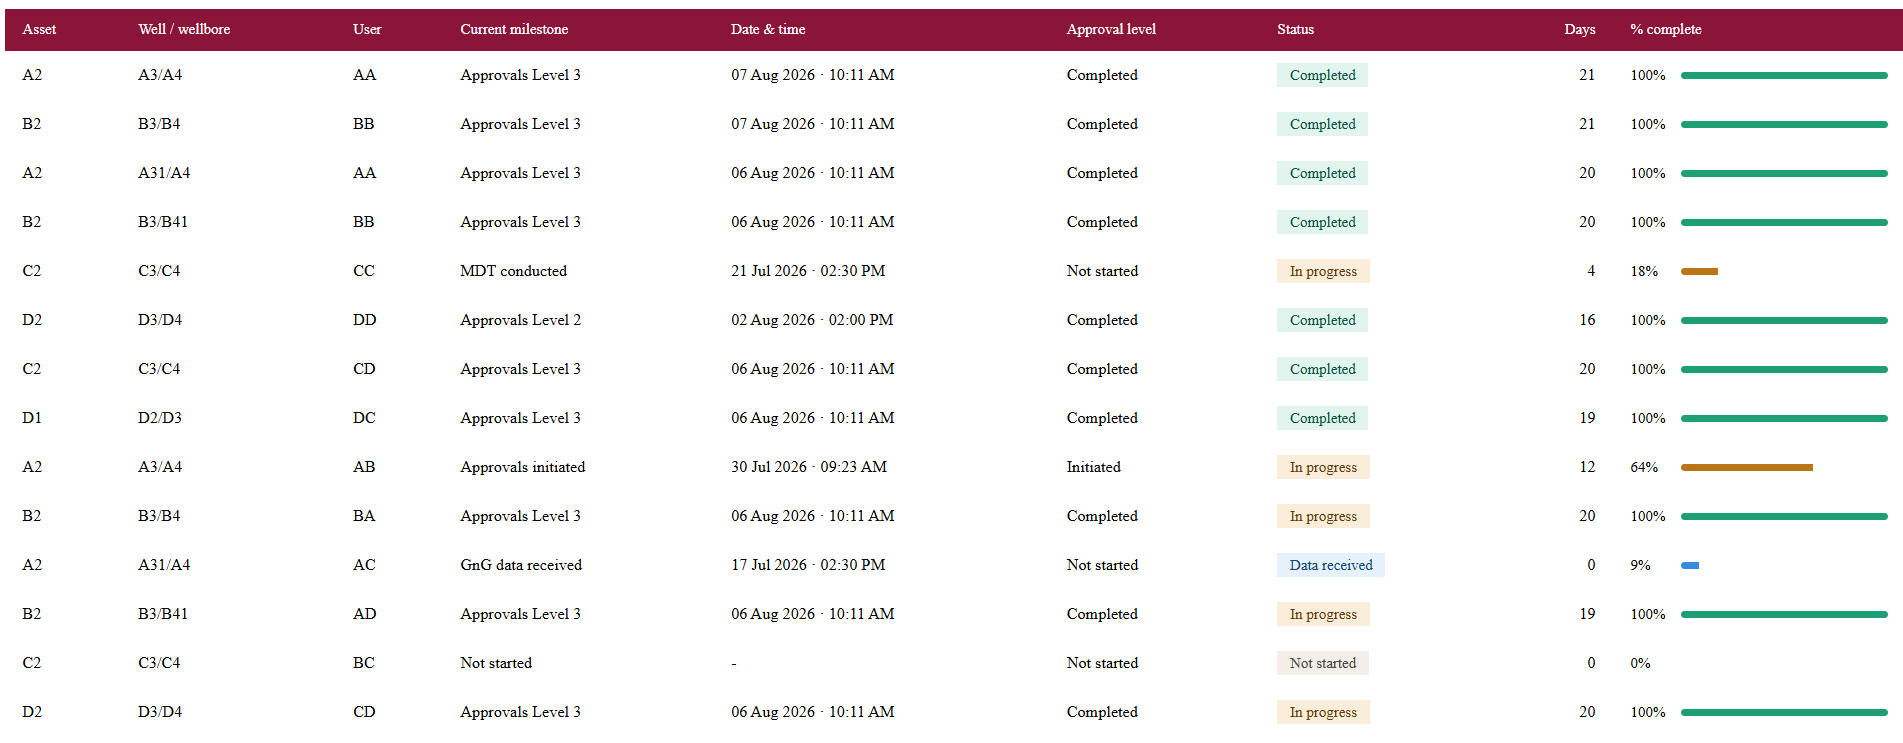 Asset Well / wellbore User Current milestone Date & time Approval level Status Days % complete
A2 A3/A4 AA Approvals Level 3 07 Aug 2026 · 10:11 AM Completed Completed 21 100%
B2 B3/B4 BB Approvals Level 3 07 Aug 2026 · 10:11 AM Completed Completed 21 100%
A2 A31/A4 AA Approvals Level 3 06 Aug 2026 · 10:11 AM Completed Completed 20 100%
B2 B3/B41 BB Approvals Level 3 06 Aug 2026 · 10:11 AM Completed Completed 20 100%
C2 C3/C4 CC MDT conducted 21 Jul 2026 · 02:30 PM Not started In progress 4 18%
D2 D3/D4 DD Approvals Level 2 02 Aug 2026 · 02:00 PM Completed Completed 16 100%
C2 C3/C4 CD Approvals Level 3 06 Aug 2026 · 10:11 AM Completed Completed 20 100%
D1 D2/D3 DC Approvals Level 3 06 Aug 2026 · 10:11 AM Completed Completed 19 100%
A2 A3/A4 AB Approvals initiated 30 Jul 2026 · 09:23 AM Initiated In progress 12 64%
B2 B3/B4 BA Approvals Level 3 06 Aug 2026 · 10:11 AM Completed In progress 20 100%
A2 A31/A4 AC GnG data received 17 Jul 2026 · 02:30 PM Not started Data received 0 9%
B2 B3/B41 AD Approvals Level 3 06 Aug 2026 · 10:11 AM Completed In progress 19 100%
C2 C3/C4 BC Not started - Not started Not started 0 0%
D2 D3/D4 CD Approvals Level 3 06 Aug 2026 · 10:11 AM Completed In progress 20 100%